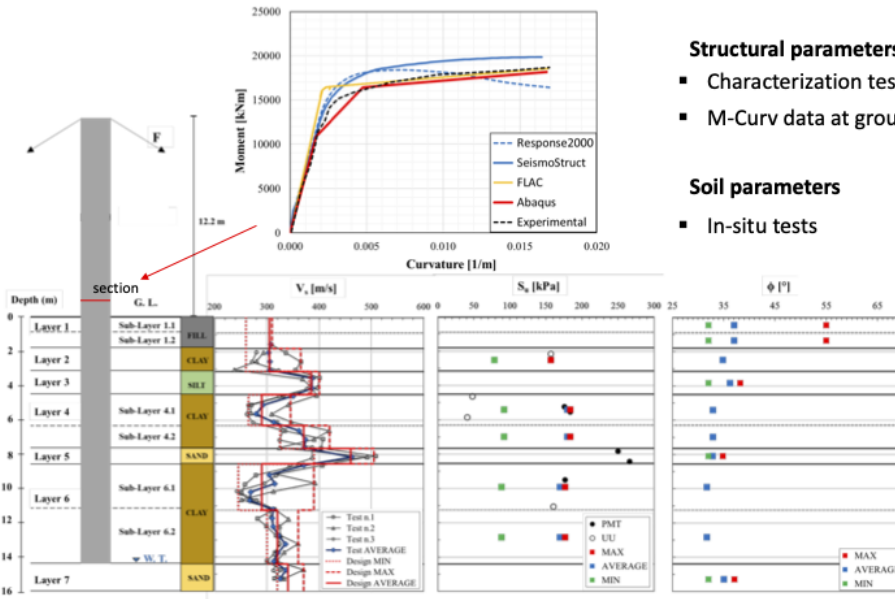 25000
20000
15000
10000
5000
0
Moment [kNm]
0.000
0.005
0.010
0.015
0.020
Curvature [1/m]
Response2000
SeismoStruct
FLAC
Abaqus
Experimental
Structural parameters
▪ Characterization tes
▪ M-Curv data at grou
Soil parameters
▪ In-situ tests
F
12.2 m
section
Depth (m)
G. L.
0
2
4
6
8
10
12
14
16
Layer 1
Sub-Layer 1.1
Sub-Layer 1.2
FILL
Layer 2
CLAY
Layer 3
SILT
Layer 4
Sub-Layer 4.1
Sub-Layer 4.2
CLAY
Layer 5
SAND
Layer 6
Sub-Layer 6.1
Sub-Layer 6.2
CLAY
W. T.
Layer 7
SAND
Vs [m/s]
200
300
400
500
600
Test n.1
Test n.2
Test n.3
Test AVERAGE
Design MIN
Design MAX
Design AVERAGE
Su [kPa]
0
100
200
300
PMT
UU
MAX
AVERAGE
MIN
ϕ [°]
25
35
45
55
65
MAX
AVERAGE
MIN